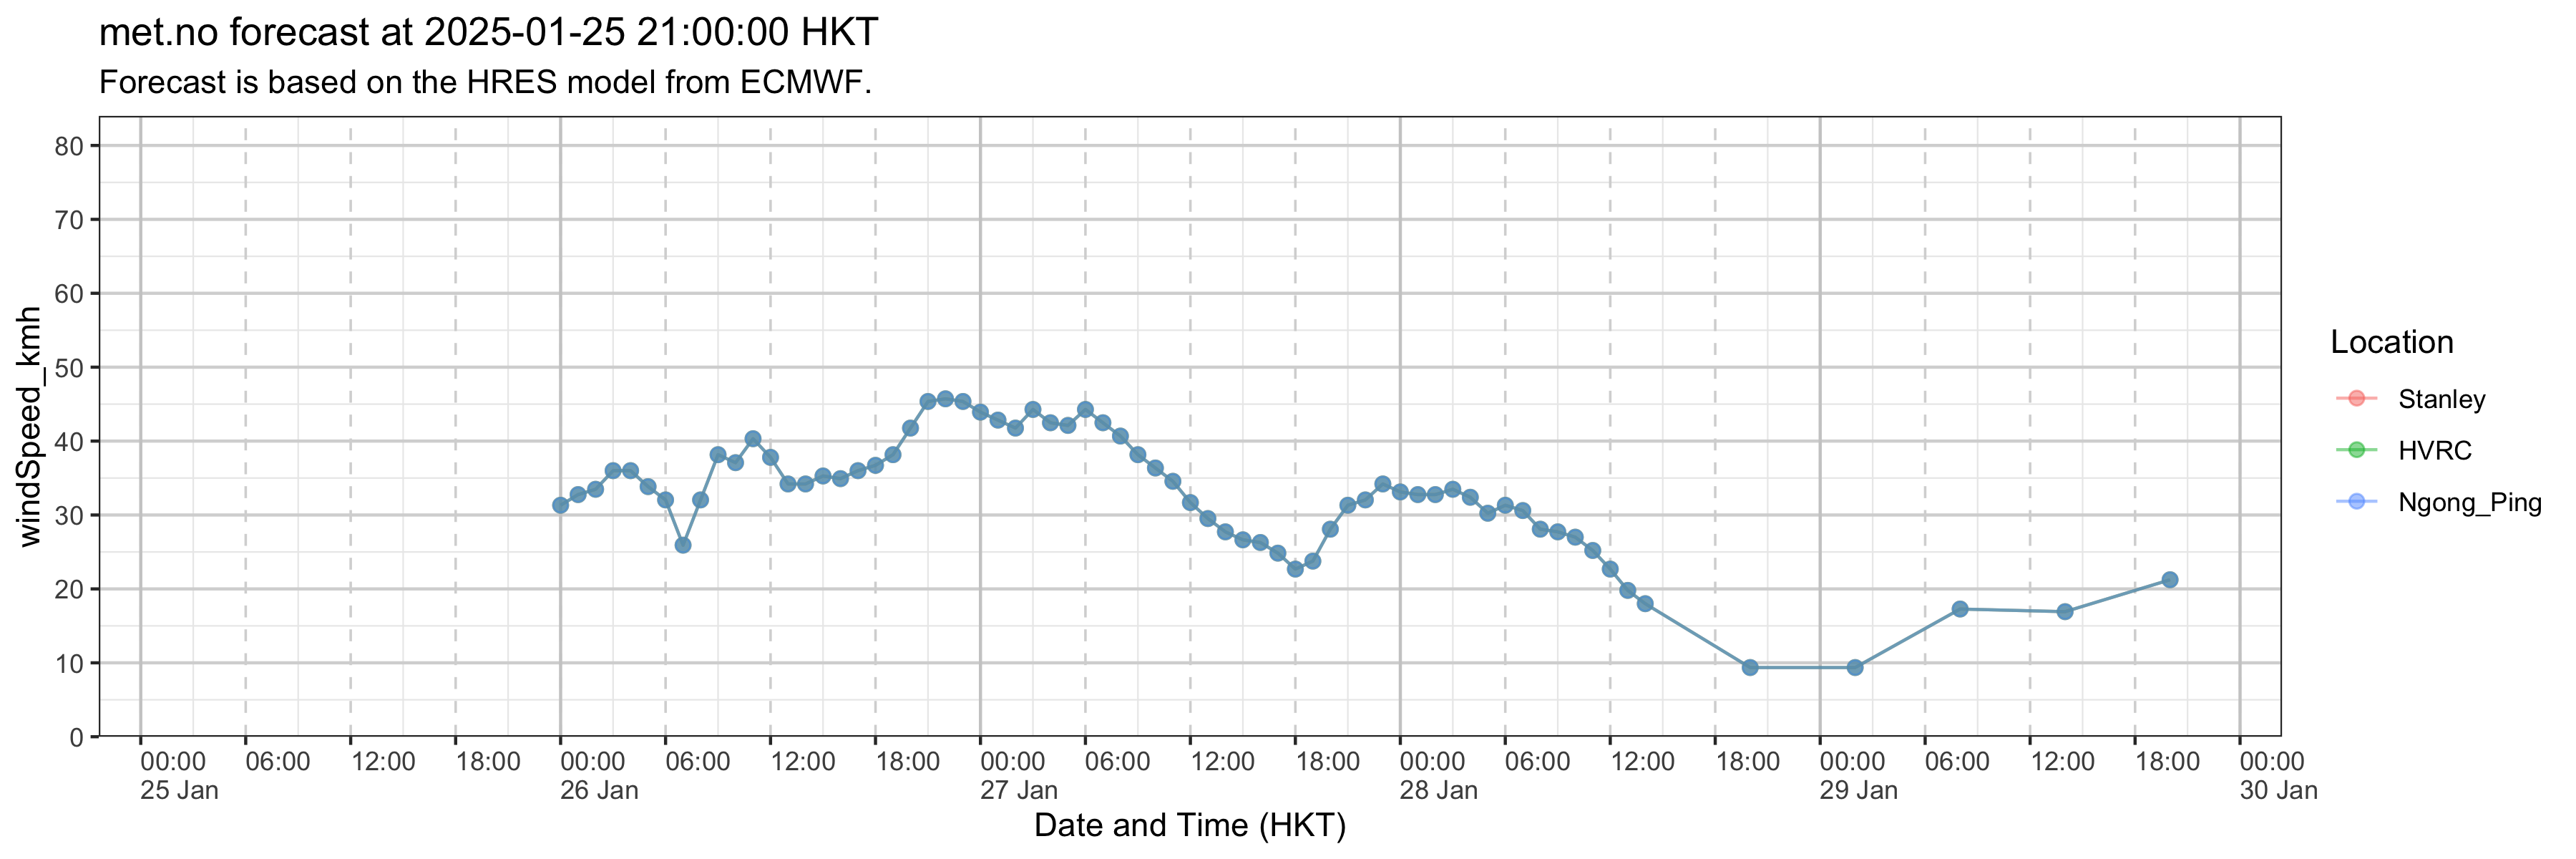 met.no forecast at 2025-01-25 21:00:00 HKT
Forecast is based on the HRES model from ECMWF.
windSpeed_kmh
80
70
60
50
40
30
20
10
0
00:00 06:00 12:00 18:00 00:00 06:00 12:00 18:00 00:00 06:00 12:00 18:00 00:00 06:00 12:00 18:00 00:00 06:00 12:00 18:00 00:00
25 Jan 26 Jan 27 Jan 28 Jan 29 Jan 30 Jan
Date and Time (HKT)
Location
Stanley
HVRC
Ngong_Ping